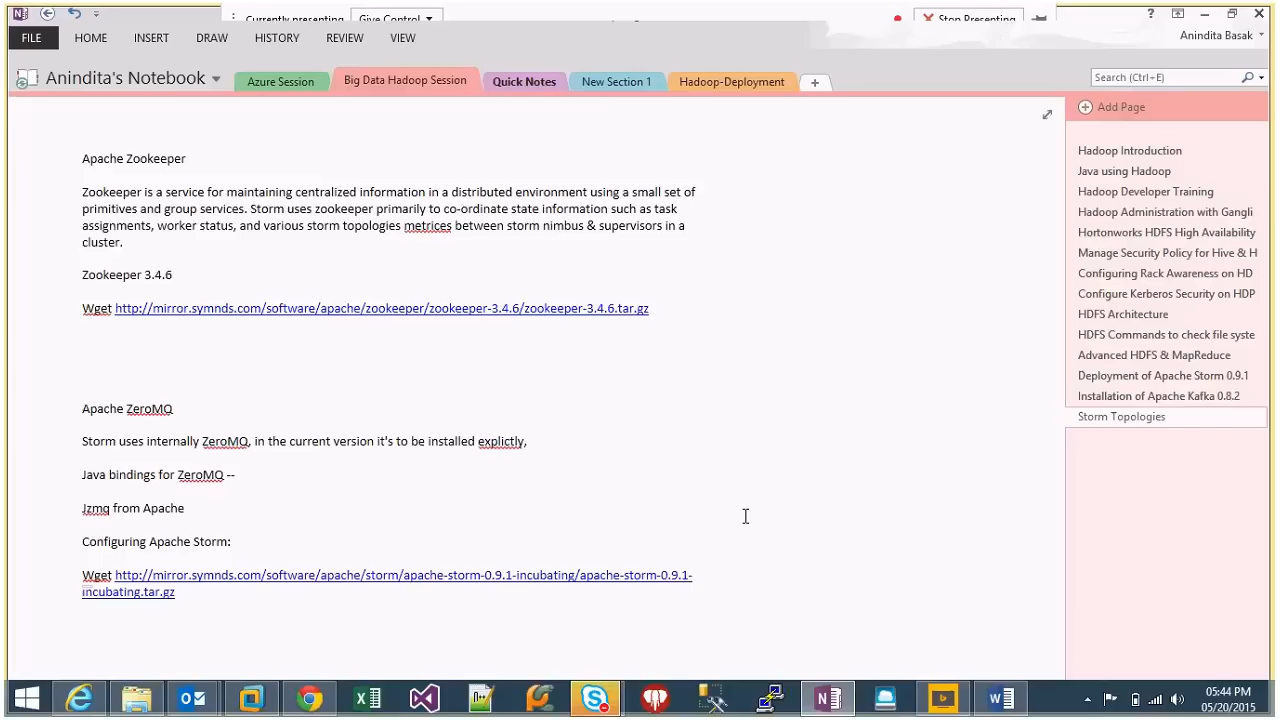 Currently presenting
Give Control
Stop Presenting
FILE
HOME
INSERT
DRAW
HISTORY
REVIEW
VIEW
Anindita Basak
Anindita's Notebook
Azure Session
Big Data Hadoop Session
Quick Notes
New Section 1
Hadoop-Deployment
Search (Ctrl+E)
Apache Zookeeper
Zookeeper is a service for maintaining centralized information in a distributed environment using a small set of
primitives and group services. Storm uses zookeeper primarily to co-ordinate state information such as task
assignments, worker status, and various storm topologies metrices between storm nimbus & supervisors in a
cluster.
Zookeeper 3.4.6
Wget http://mirror.symnds.com/software/apache/zookeeper/zookeeper-3.4.6/zookeeper-3.4.6.tar.gz
Apache ZeroMQ
Storm uses internally ZeroMQ, in the current version it's to be installed explictly,
Java bindings for ZeroMQ --
Jzmq from Apache
Configuring Apache Storm:
Wget http://mirror.symnds.com/software/apache/storm/apache-storm-0.9.1-incubating/apache-storm-0.9.1-
incubating.tar.gz
Add Page
Hadoop Introduction
Java using Hadoop
Hadoop Developer Training
Hadoop Administration with Gangli
Hortonworks HDFS High Availability
Manage Security Policy for Hive & H
Configuring Rack Awareness on HD
Configure Kerberos Security on HDP
HDFS Architecture
HDFS Commands to check file syste
Advanced HDFS & MapReduce
Deployment of Apache Storm 0.9.1
Installation of Apache Kafka 0.8.2
Storm Topologies
05:44 PM
05/20/2015